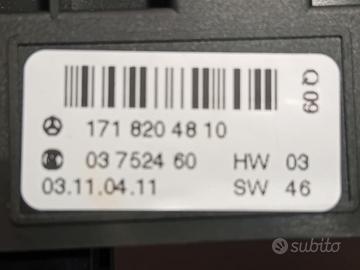 Q 09
171 820 48 10
03 7524 60 HW 03
03.11.04.11 SW 46
subito